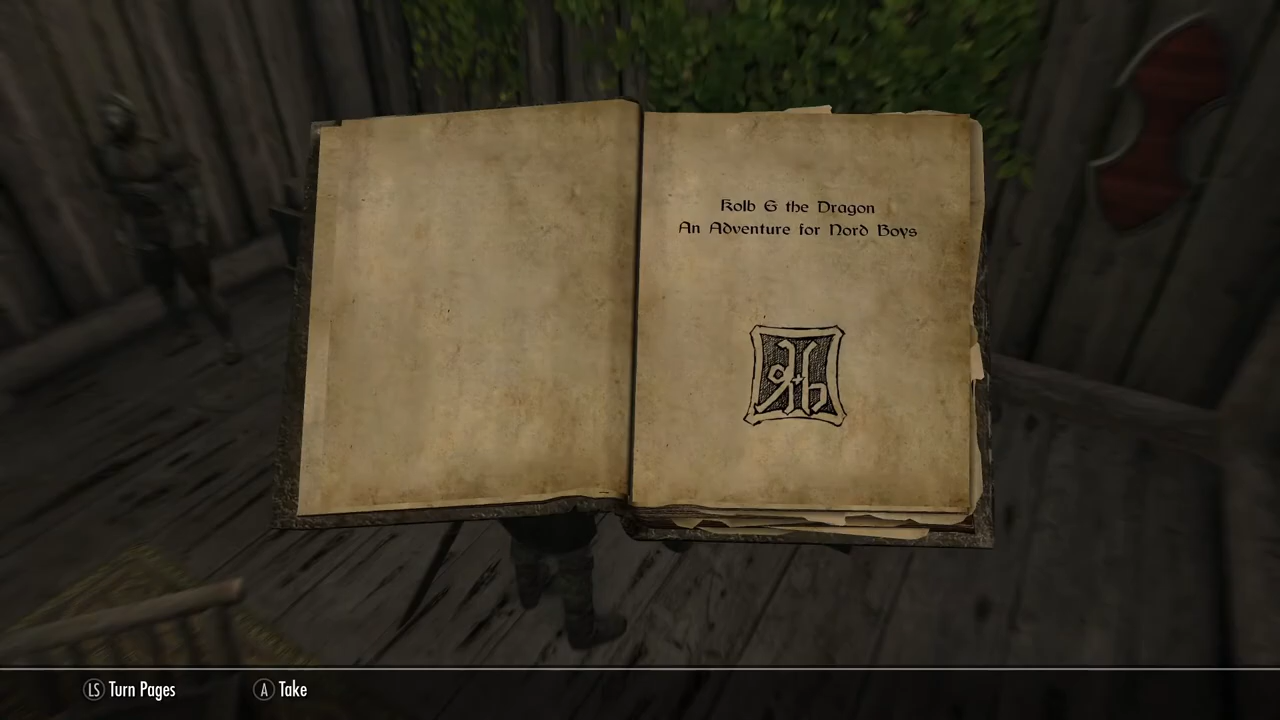 Kolb & the Dragon
An Adventure for Nord Boys
LS Turn Pages
A Take